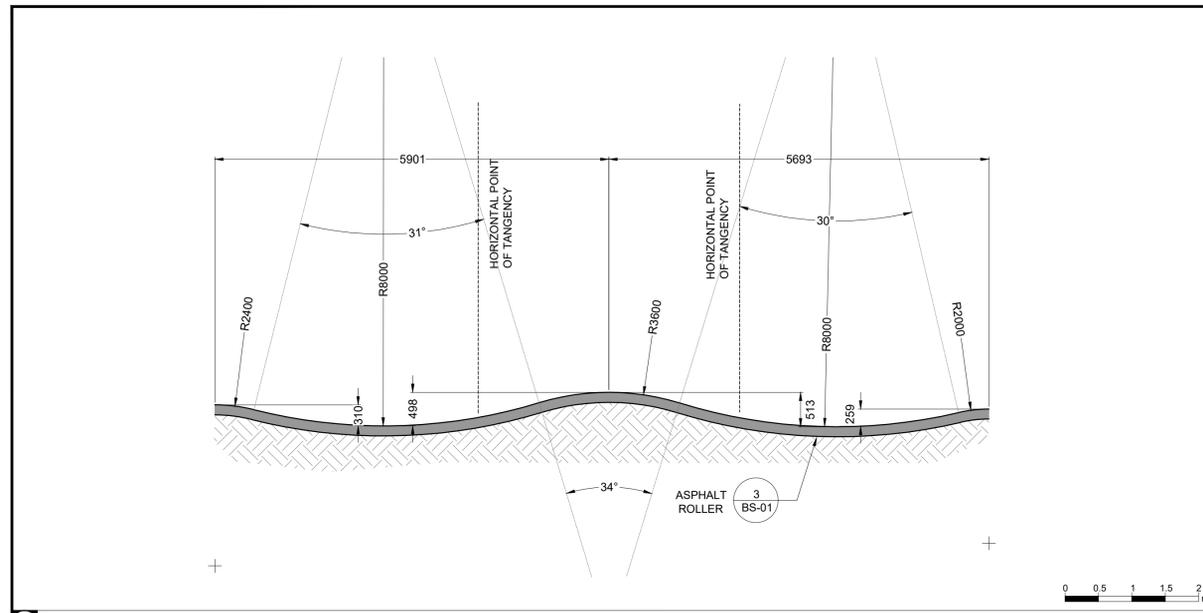 5901
5693
HORIZONTAL POINT
OF TANGENCY
HORIZONTAL POINT
OF TANGENCY
31°
30°
R8000
R2400
R3600
R8000
R2000
310
498
513
259
34°
ASPHALT
ROLLER
3
BS-01
0 0.5 1 1.5 2